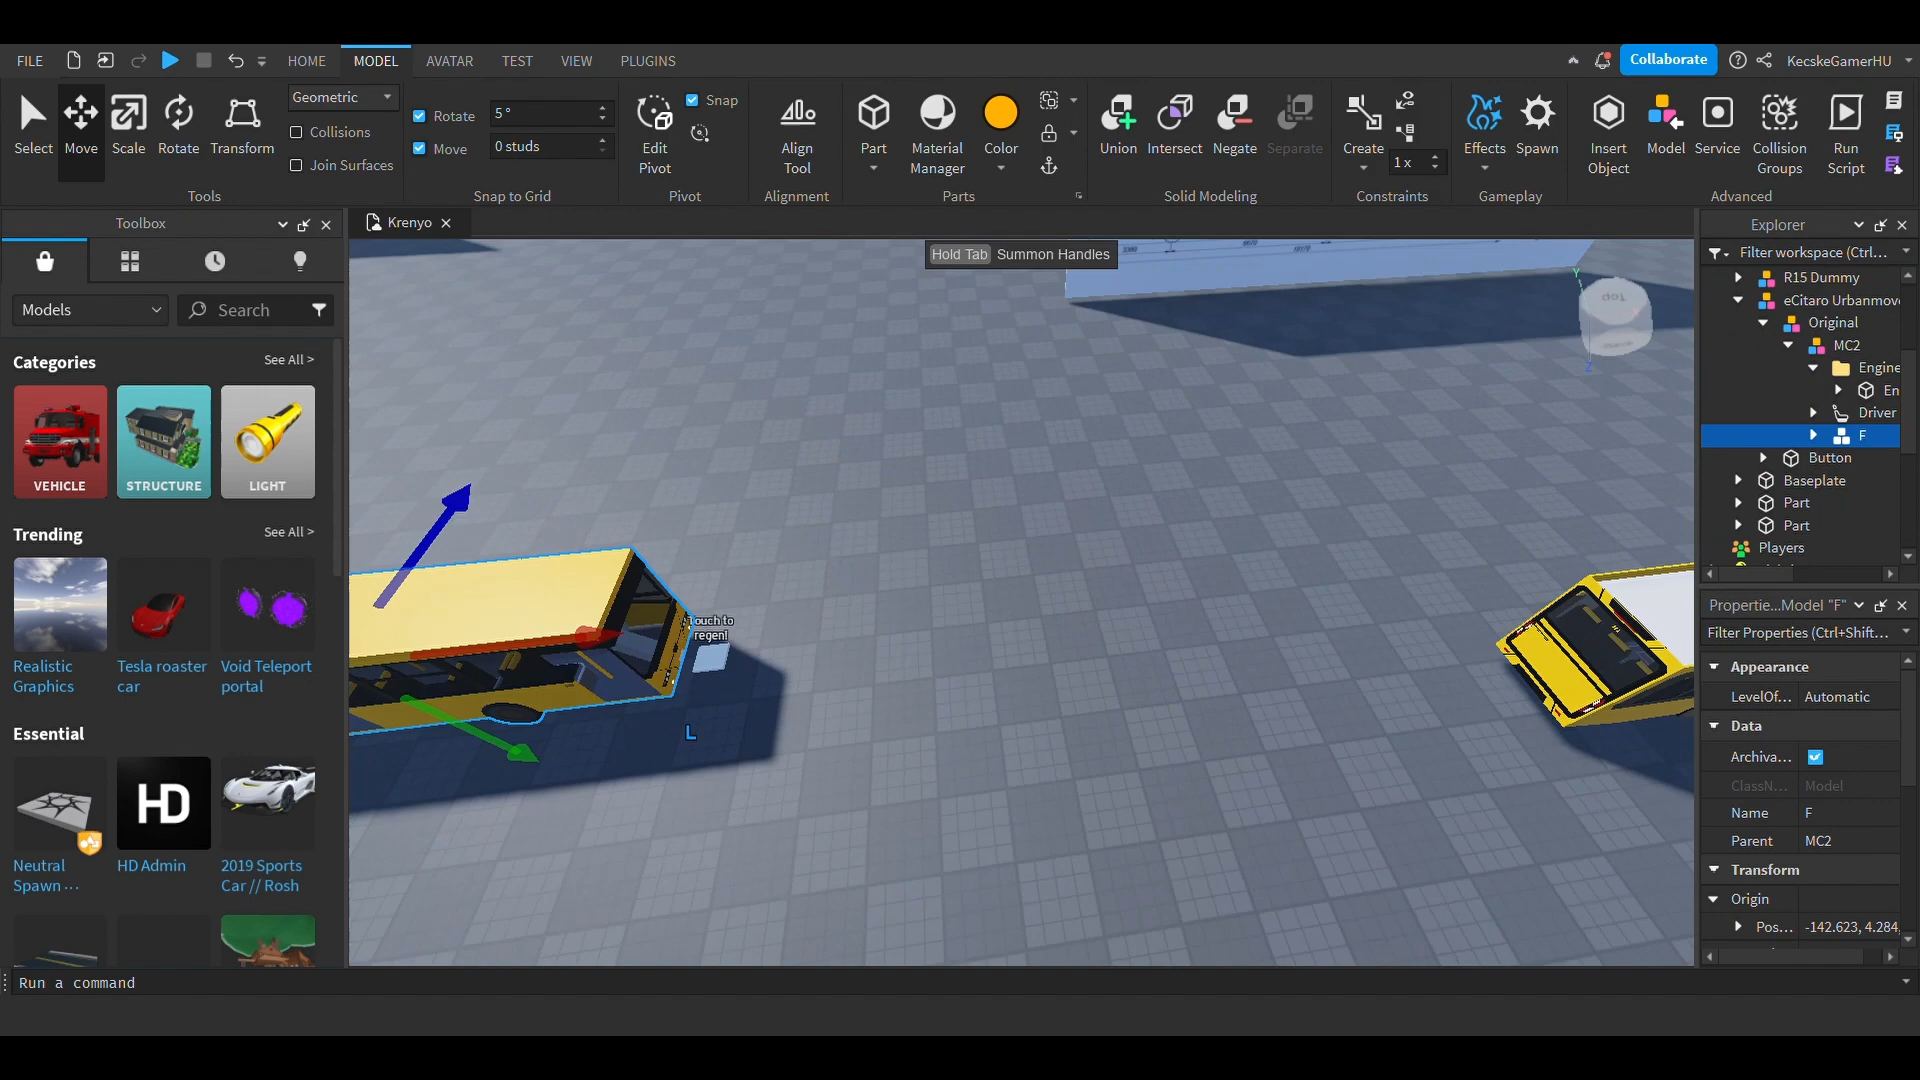 FILE
HOME
MODEL
AVATAR
TEST
VIEW
PLUGINS
Collaborate
KecskeGamerHU
Select
Move
Scale
Rotate
Transform
Geometric
Collisions
Join Surfaces
Tools
Rotate
5 °
Move
0 studs
Snap to Grid
Edit
Pivot
Snap
Pivot
Align
Tool
Alignment
Part
Material
Manager
Color
Parts
Union
Intersect
Negate
Separate
Solid Modeling
Create
1 x
Constraints
Effects
Spawn
Gameplay
Insert
Object
Model
Service
Collision
Groups
Run
Script
Advanced
Toolbox
Models
Search
Categories
See All >
VEHICLE
STRUCTURE
LIGHT
Trending
See All >
Realistic
Graphics
Tesla roaster
car
Void Teleport
portal
Essential
HD
Neutral
Spawn ...
HD Admin
2019 Sports
Car // Rosh
Krenyo
Hold Tab Summon Handles
Touch to
regen!
L
Top
Y
Z
Explorer
Filter workspace (Ctrl...
R15 Dummy
eCitaro Urbanmov
Original
MC2
Engine
En
Driver
F
Button
Baseplate
Part
Part
Players
Propertie...Model "F"
Filter Properties (Ctrl+Shift...
Appearance
LevelOf... Automatic
Data
Archiva...
ClassN... Model
Name F
Parent MC2
Transform
Origin
Pos... -142.623, 4.284,
Run a command